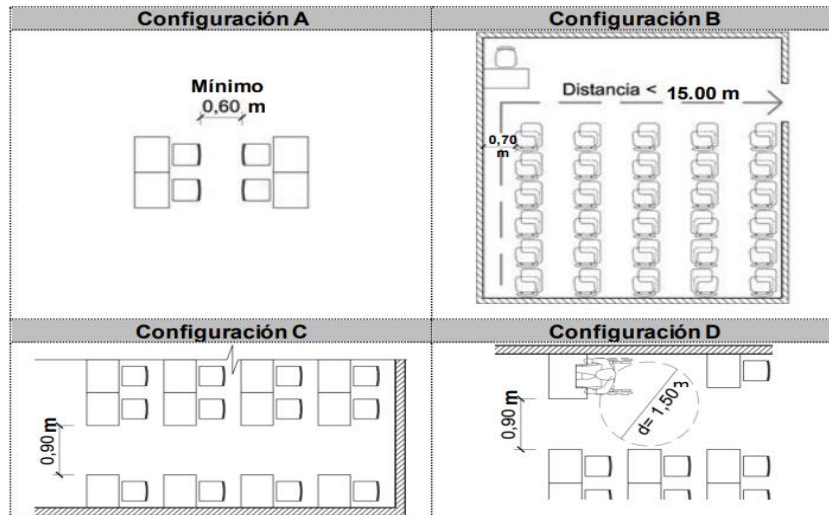 Configuración A
Configuración B
Mínimo
0,60 m
Distancia < 15.00 m
0,70
m
Configuración C
Configuración D
0,90 m
0,90 m
d= 1,50 m